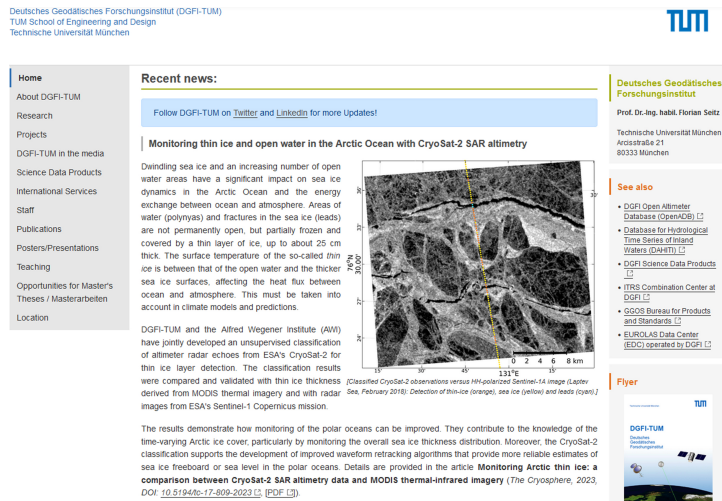 Deutsches Geodätisches Forschungsinstitut (DGFI-TUM)
TUM School of Engineering and Design
Technische Universität München
TUM
Home
About DGFI-TUM
Research
Projects
DGFI-TUM in the media
Science Data Products
International Services
Staff
Publications
Posters/Presentations
Teaching
Opportunities for Master's
Theses / Masterarbeiten
Location
Recent news:
Follow DGFI-TUM on Twitter and LinkedIn for more Updates!
Monitoring thin ice and open water in the Arctic Ocean with CryoSat-2 SAR altimetry
Dwindling sea ice and an increasing number of open
water areas have a significant impact on sea ice
dynamics in the Arctic Ocean and the energy
exchange between ocean and atmosphere. Areas of
water (polynyas) and fractures in the sea ice (leads)
are not permanently open, but partially frozen and
covered by a thin layer of ice, up to about 25 cm
thick. The surface temperature of the so-called thin
ice is between that of the open water and the thicker
sea ice surfaces, affecting the heat flux between
ocean and atmosphere. This must be taken into
account in climate models and predictions.
DGFI-TUM and the Alfred Wegener Institute (AWI)
have jointly developed an unsupervised classification
of altimeter radar echoes from ESA's CryoSat-2 for
thin ice layer detection. The classification results
were compared and validated with thin ice thickness
derived from MODIS thermal imagery and with radar
images from ESA's Sentinel-1 Copernicus mission.
36'
33'
76°N
30.00'
27'
24'
30'
0 2 4 6 8 km
15'
30'
45'
131°E
15'
[Classified CryoSat-2 observations versus HH-polarized Sentinel-1A image (Laptev
Sea, February 2018): Detection of thin-ice (orange), sea ice (yellow) and leads (cyan).]
The results demonstrate how monitoring of the polar oceans can be improved. They contribute to the knowledge of the
time-varying Arctic ice cover, particularly by monitoring the overall sea ice thickness distribution. Moreover, the CryoSat-2
classification supports the development of improved waveform retracking algorithms that provide more reliable estimates of
sea ice freeboard or sea level in the polar oceans. Details are provided in the article Monitoring Arctic thin ice: a
comparison between CryoSat-2 SAR altimetry data and MODIS thermal-infrared imagery (The Cryosphere, 2023,
DOI: 10.5194/tc-17-809-2023, [PDF]).
Deutsches Geodätisches
Forschungsinstitut
Prof. Dr.-Ing. habil. Florian Seitz
Technische Universität München
Arcisstraße 21
80333 München
See also
DGFI Open Altimeter
Database (OpenADB)
Database for Hydrological
Time Series of Inland
Waters (DAHITI)
DGFI Science Data Products
ITRS Combination Center at
DGFI
GGOS Bureau for Products
and Standards
EUROLAS Data Center
(EDC) operated by DGFI
Flyer
TUM
DGFI-TUM
Deutsches
Geodätisches
Forschungsinstitut